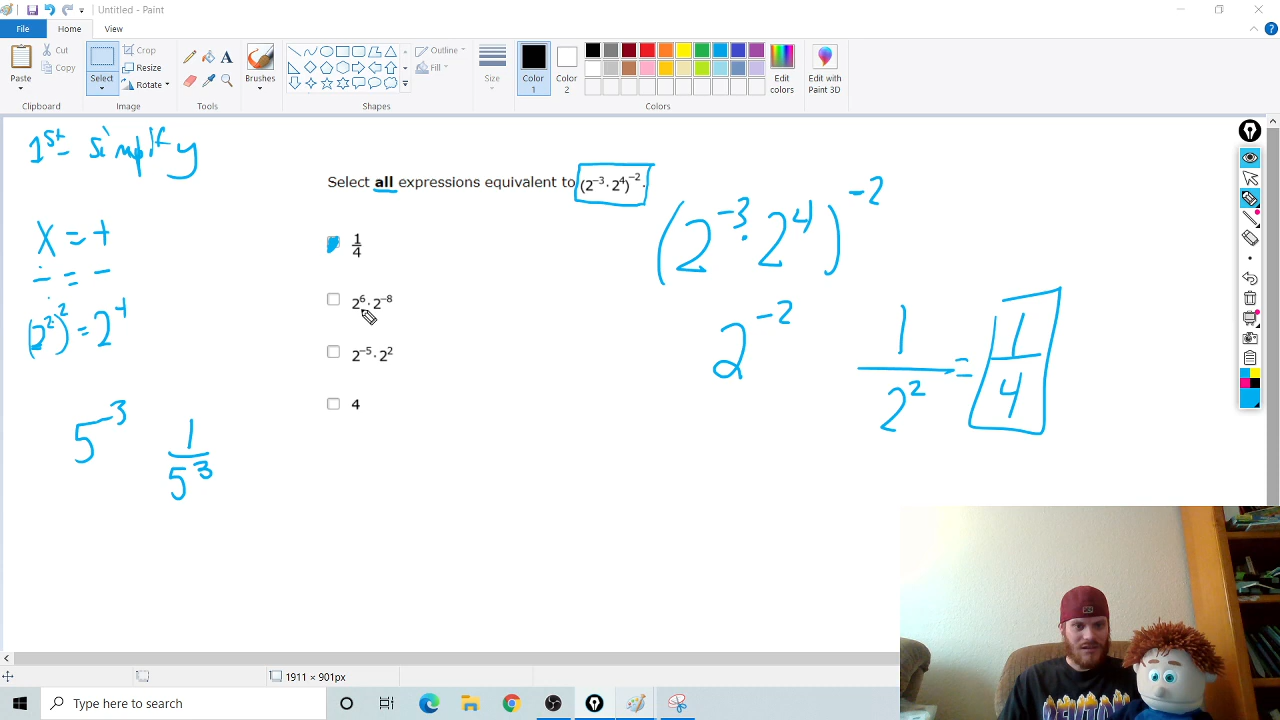 Untitled - Paint
File
Home
View
Paste
Cut
Copy
Clipboard
Select
Crop
Resize
Rotate
Image
A
Tools
Brushes
Outline
Fill
Shapes
Size
Color
1
Color
2
Edit
colors
Colors
Edit with
Paint 3D
1st simplify
Select all expressions equivalent to (2⁻³·2⁴)⁻².
(2⁻³·2⁴)⁻²
x = +
÷ = -
(2²)² = 2⁴
1/4
2⁶·2⁻⁸
2⁻⁵·2²
4
2⁻²
1/2² = 1/4
5⁻³
1/5³
1911 × 901px
Type here to search